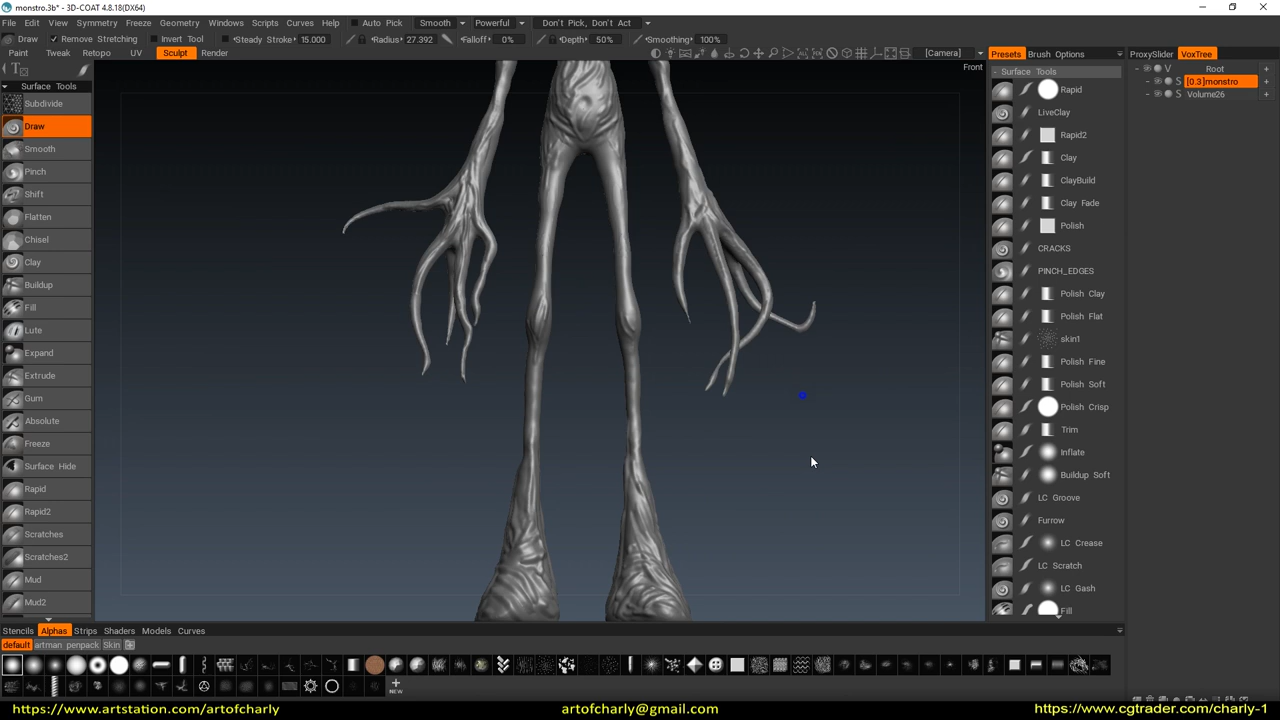 monstro.3b* - 3D-COAT 4.8.18(DX64)
File Edit View Symmetry Freeze Geometry Windows Scripts Curves Help Auto Pick Smooth Powerful Don't Pick, Don't Act
Draw Remove Stretching Invert Tool Steady Stroke 15.000 Radius 27.392 Falloff 0% Depth 50% Smoothing 100%
Paint Tweak Retopo UV Sculpt Render [Camera] Presets Brush Options ProxySlider VoxTree
Front
Surface Tools
Subdivide
Draw
Smooth
Pinch
Shift
Flatten
Chisel
Clay
Buildup
Fill
Lute
Expand
Extrude
Gum
Absolute
Freeze
Surface Hide
Rapid
Rapid2
Scratches
Scratches2
Mud
Mud2
Surface Tools
Rapid
LiveClay
Rapid2
Clay
ClayBuild
Clay Fade
Polish
CRACKS
PINCH_EDGES
Polish Clay
Polish Flat
skin1
Polish Fine
Polish Soft
Polish Crisp
Trim
Inflate
Buildup Soft
LC Groove
Furrow
LC Crease
LC Scratch
LC Gash
Fill
V Root +
S [0.3]monstro +
S Volume26 +
Stencils Alphas Strips Shaders Models Curves
default artman penpack Skin
NEW
https://www.artstation.com/artofcharly artofcharly@gmail.com https://www.cgtrader.com/charly-1